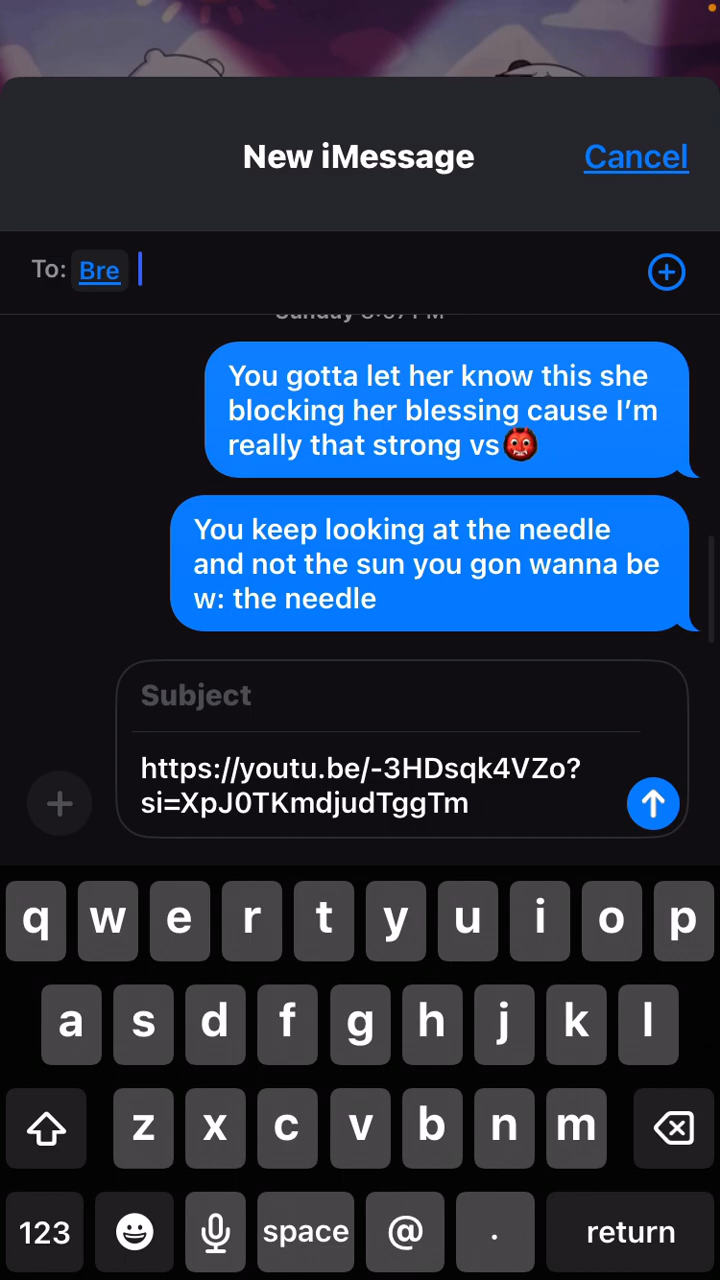 New iMessage
Cancel
To: Bre
You gotta let her know this she
blocking her blessing cause I’m
really that strong vs👹
You keep looking at the needle
and not the sun you gon wanna be
w: the needle
Subject
https://youtu.be/-3HDsqk4VZo?
si=XpJ0TKmdjudTggTm
q w e r t y u i o p
a s d f g h j k l
z x c v b n m
123 space @ . return